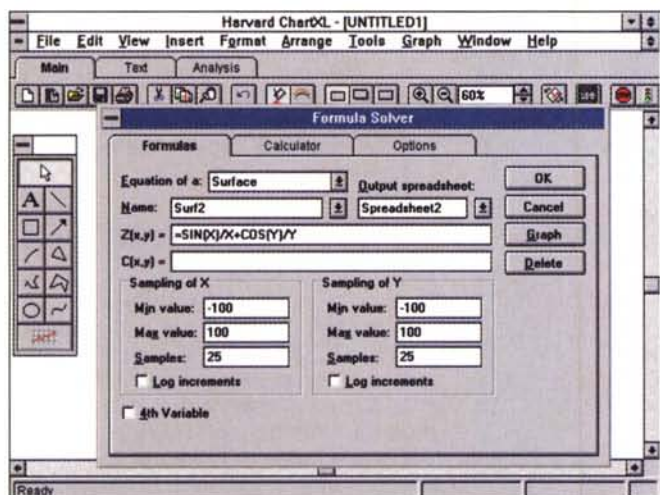 Harvard ChartXL - [UNTITLED1]
File Edit View Insert Format Arrange Tools Graph Window Help
Main Text Analysis
60%
Formula Solver
Formulas Calculator Options
Equation of a: Surface Output spreadsheet: OK
Name: Surf2 Spreadsheet2 Cancel
Z(x,y) = =SIN(X)/X+COS(Y)/Y Graph
C(x,y) = Delete
Sampling of X Sampling of Y
Min value: -100 Min value: -100
Max value: 100 Max value: 100
Samples: 25 Samples: 25
Log increments Log increments
4th Variable
A
Ready